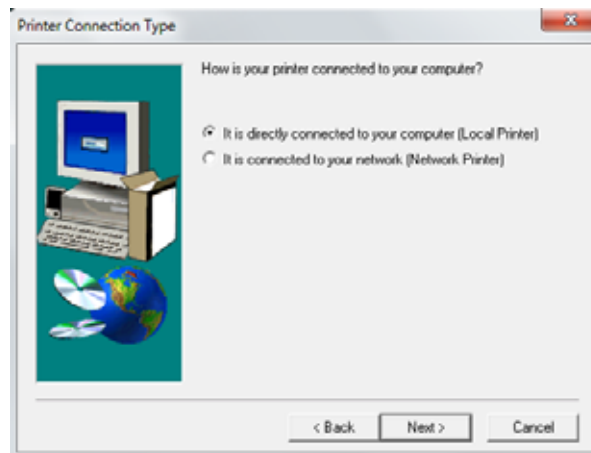 Printer Connection Type
How is your printer connected to your computer?
It is directly connected to your computer (Local Printer)
It is connected to your network (Network Printer)
< Back Next > Cancel